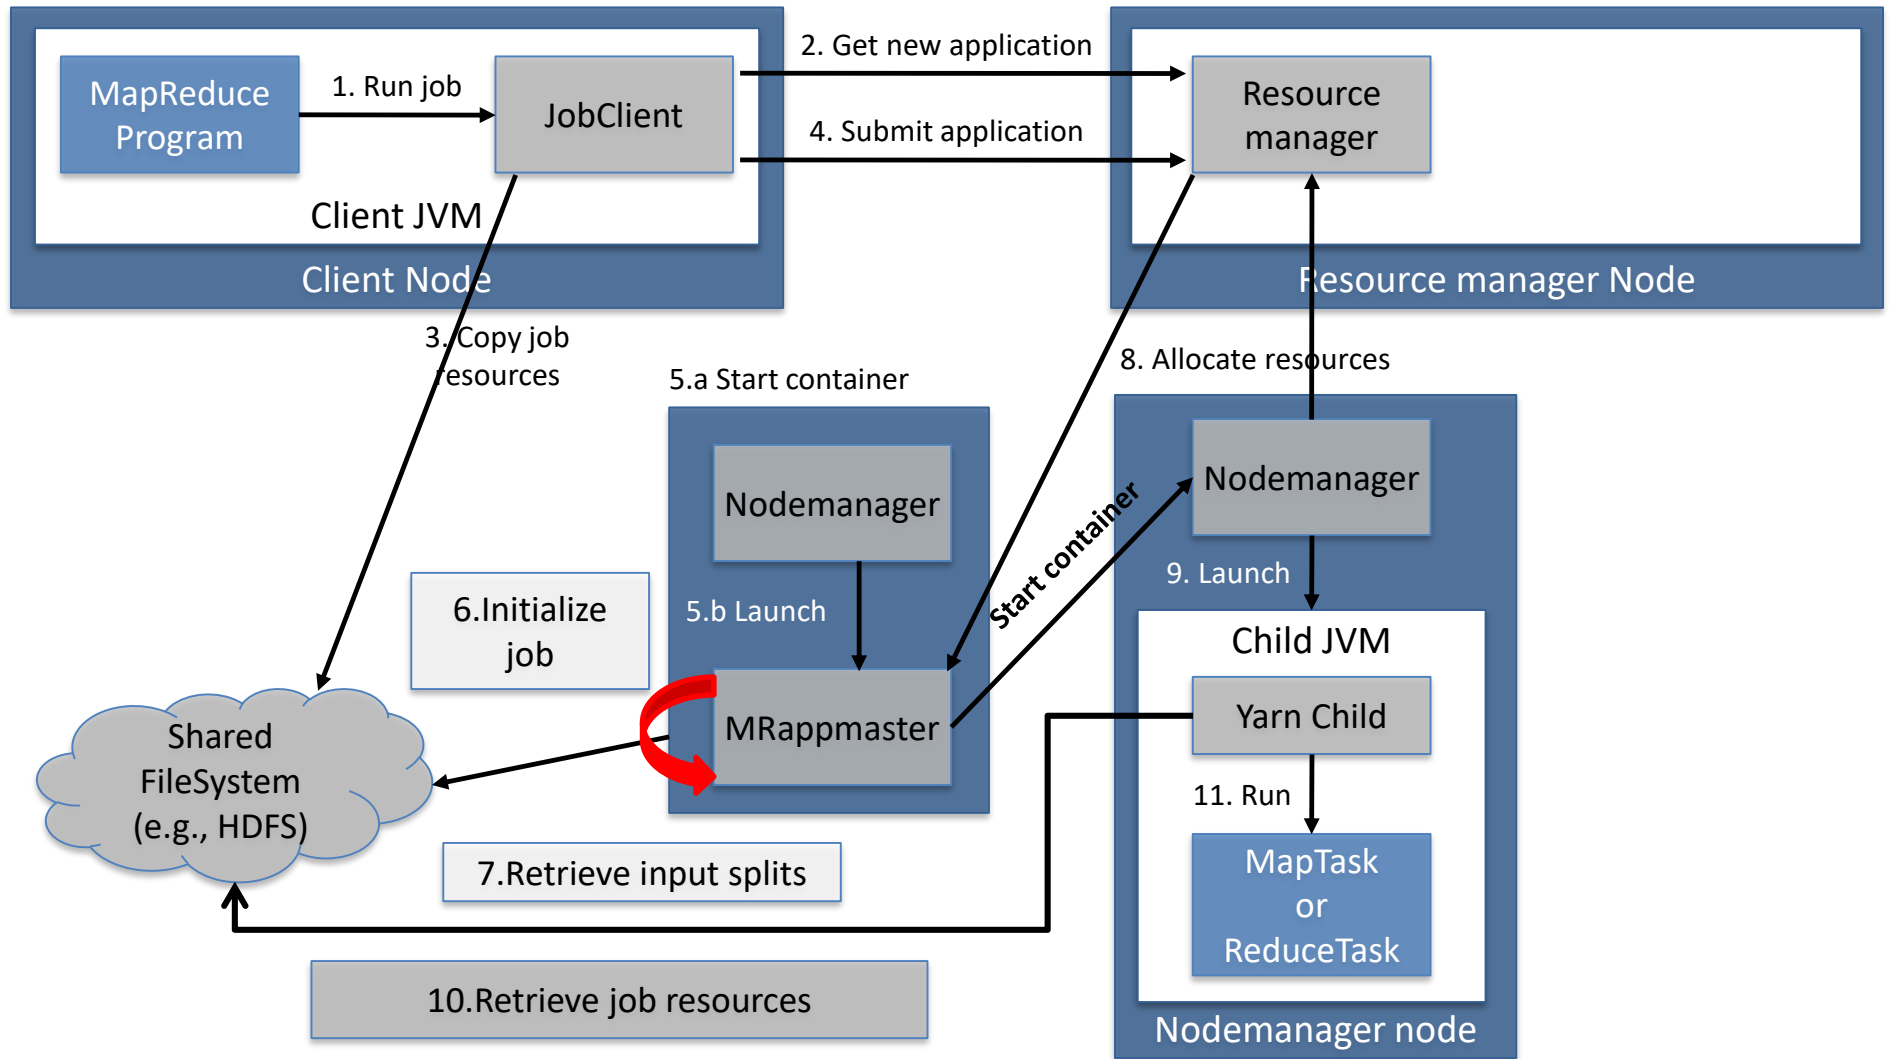 MapReduce
Program
1. Run job
JobClient
Client JVM
Client Node
2. Get new application
4. Submit application
Resource
manager
Resource manager Node
3. Copy job
resources
5.a Start container
8. Allocate resources
Nodemanager
5.b Launch
MRappmaster
Start container
Nodemanager
9. Launch
Child JVM
Yarn Child
11. Run
MapTask
or
ReduceTask
Nodemanager node
6.Initialize
job
Shared
FileSystem
(e.g., HDFS)
7.Retrieve input splits
10.Retrieve job resources